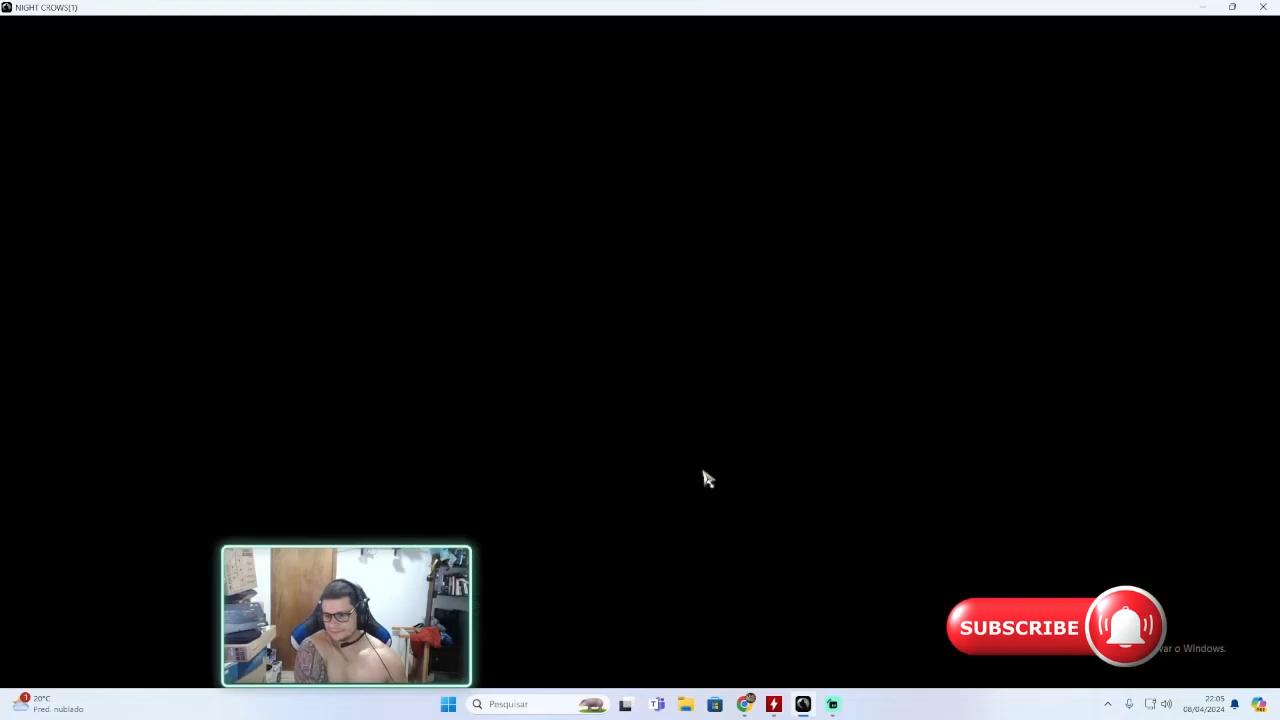 NIGHT CROWS(1)
SUBSCRIBE
var o Windows.
20°C
Pred. nublado
Pesquisar
22:05
08/04/2024